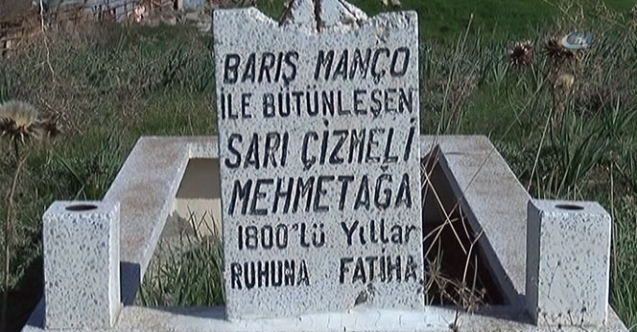 BARIŞ MANÇO
İLE BÜTÜNLEŞEN
SARI ÇİZMELİ
MEHMETAĞA
1800'LÜ Yıllar
RUHUNA FATİHA